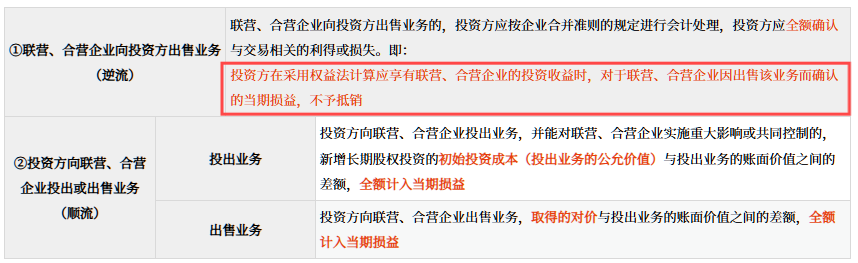 ①联营、合营企业向投资方出售业务
(逆流)
联营、合营企业向投资方出售业务的，投资方应按企业合并准则的规定进行会计处理，投资方应全额确认
与交易相关的利得或损失。即：
投资方在采用权益法计算应享有联营、合营企业的投资收益时，对于联营、合营企业因出售该业务而确认
的当期损益，不予抵销
②投资方向联营、合营
企业投出或出售业务
(顺流)
投出业务
投资方向联营、合营企业投出业务，并能对联营、合营企业实施重大影响或共同控制的，
新增长期股权投资的初始投资成本（投出业务的公允价值）与投出业务的账面价值之间的
差额，全额计入当期损益
出售业务
投资方向联营、合营企业出售业务，取得的对价与投出业务的账面价值之间的差额，全额
计入当期损益